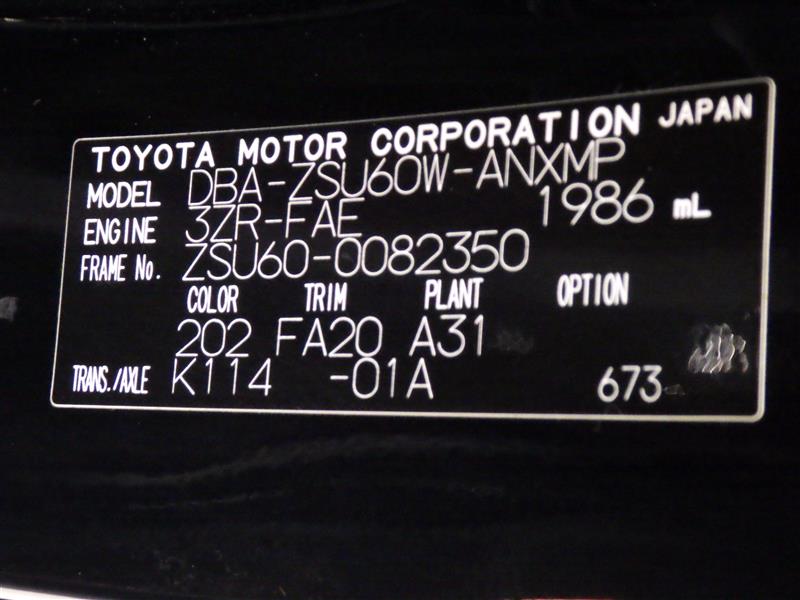 TOYOTA MOTOR CORPORATION JAPAN
MODEL DBA-ZSU60W-ANXMP
ENGINE 3ZR-FAE 1986 mL
FRAME No. ZSU60-0082350
COLOR TRIM PLANT OPTION
202 FA20 A31
TRANS./AXLE K114 -01A 673